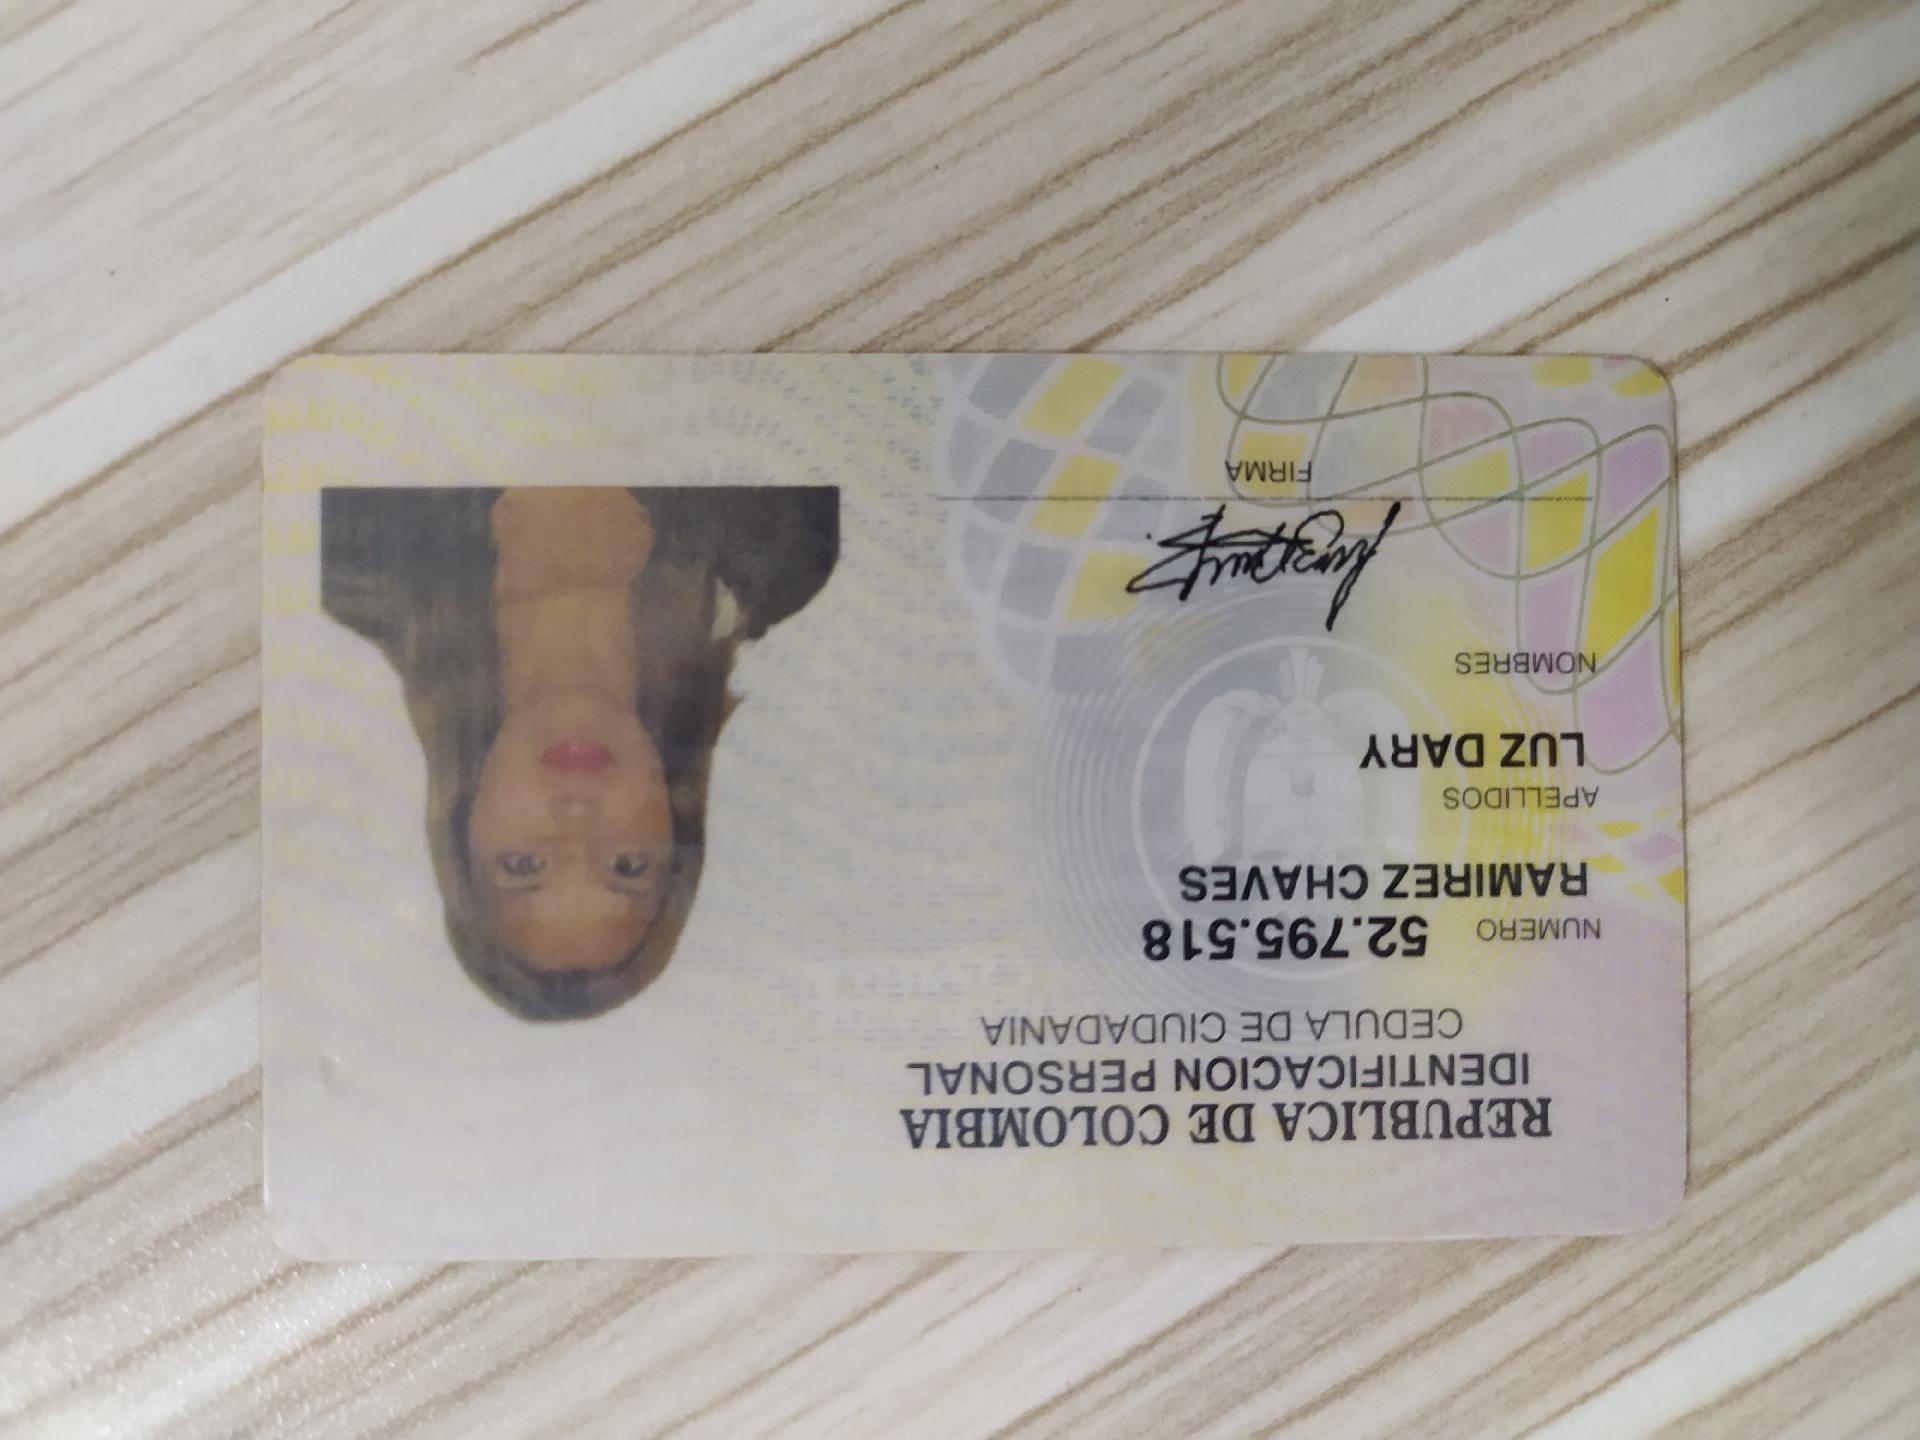 REPUBLICA DE COLOMBIA
IDENTIFICACION PERSONAL
CEDULA DE CIUDADANIA
NUMERO 52.795.518
RAMIREZ CHAVES
APELLIDOS
LUZ DARY
NOMBRES
FIRMA